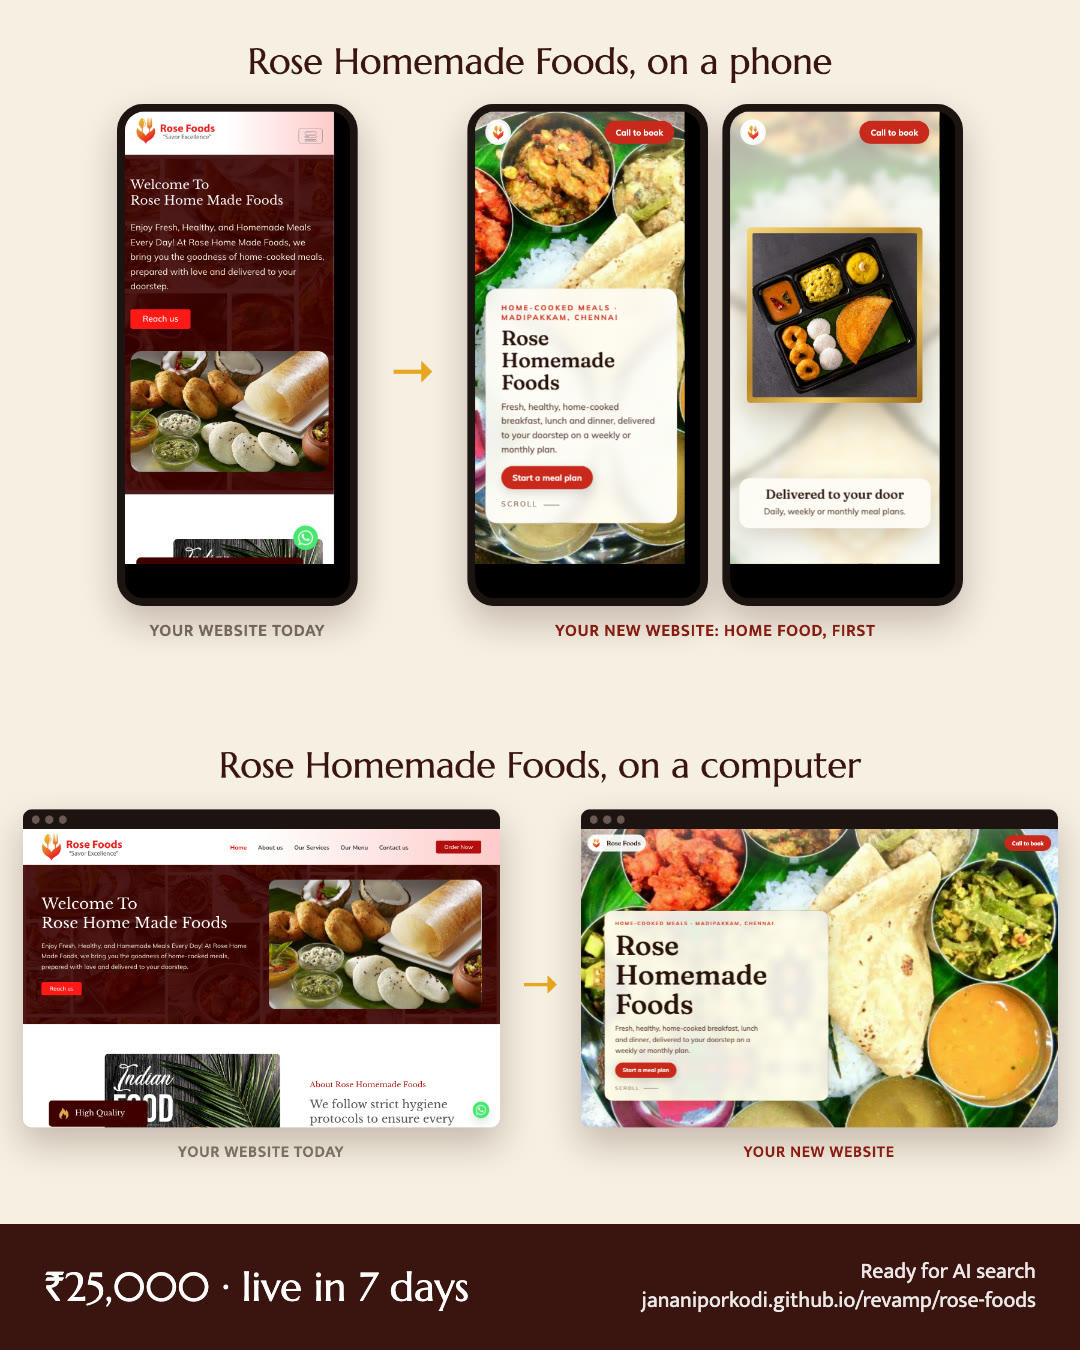 Rose Homemade Foods, on a phone
Rose Foods
"Savor Excellence"
Welcome To
Rose Home Made Foods
Enjoy Fresh, Healthy, and Homemade Meals
Every Day! At Rose Home Made Foods, we
bring you the goodness of home-cooked meals,
prepared with love and delivered to your
doorstep.
Reach us
Indian
YOUR WEBSITE TODAY
Call to book
HOME-COOKED MEALS ·
MADIPAKKAM, CHENNAI
Rose
Homemade
Foods
Fresh, healthy, home-cooked
breakfast, lunch and dinner, delivered
to your doorstep on a weekly or
monthly plan.
Start a meal plan
SCROLL
Call to book
Delivered to your door
Daily, weekly or monthly meal plans.
YOUR NEW WEBSITE: HOME FOOD, FIRST
Rose Homemade Foods, on a computer
Rose Foods
"Savor Excellence"
Home About us Our Services Our Menu Contact us Order Now
Welcome To
Rose Home Made Foods
Enjoy Fresh, Healthy, and Homemade Meals Every Day! At Rose Home
Made Foods, we bring you the goodness of home-cooked meals,
prepared with love and delivered to your doorstep.
Reach us
Indian
FOOD
High Quality
About Rose Homemade Foods
We follow strict hygiene
protocols to ensure every
YOUR WEBSITE TODAY
Rose Foods
Call to book
HOME-COOKED MEALS · MADIPAKKAM, CHENNAI
Rose
Homemade
Foods
Fresh, healthy, home-cooked breakfast, lunch
and dinner, delivered to your doorstep on a
weekly or monthly plan.
Start a meal plan
SCROLL
YOUR NEW WEBSITE
₹25,000 · live in 7 days
Ready for AI search
jananiporkodi.github.io/revamp/rose-foods